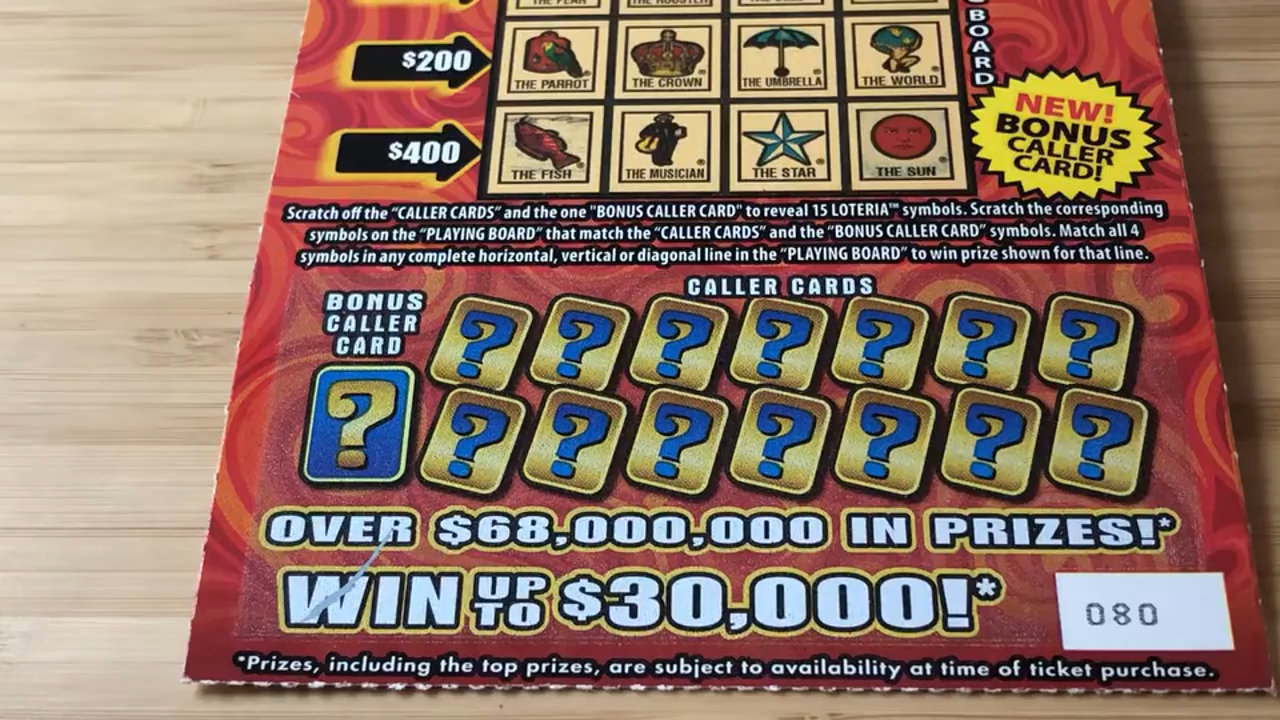 THE PEAR THE ROOSTER
BOARD
$200
THE PARROT THE CROWN THE UMBRELLA THE WORLD
$400
THE FISH THE MUSICIAN THE STAR THE SUN
NEW!
BONUS
CALLER
CARD!
Scratch off the "CALLER CARDS" and the one "BONUS CALLER CARD" to reveal 15 LOTERIA™ symbols. Scratch the corresponding
symbols on the "PLAYING BOARD" that match the "CALLER CARDS" and the "BONUS CALLER CARD" symbols. Match all 4
symbols in any complete horizontal, vertical or diagonal line in the "PLAYING BOARD" to win prize shown for that line.
BONUS
CALLER
CARD
?
CALLER CARDS
? ? ? ? ? ? ?
? ? ? ? ? ? ?
OVER $68,000,000 IN PRIZES!*
WIN UP TO $30,000!*
080
*Prizes, including the top prizes, are subject to availability at time of ticket purchase.